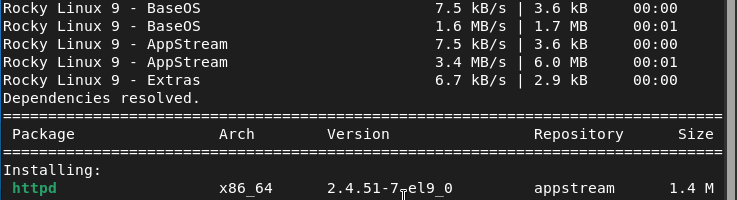 Rocky Linux 9 - BaseOS                          7.5 kB/s | 3.6 kB     00:00
Rocky Linux 9 - BaseOS                          1.6 MB/s | 1.7 MB     00:01
Rocky Linux 9 - AppStream                       7.5 kB/s | 3.6 kB     00:00
Rocky Linux 9 - AppStream                       3.4 MB/s | 6.0 MB     00:01
Rocky Linux 9 - Extras                          6.7 kB/s | 2.9 kB     00:00
Dependencies resolved.
================================================================================
 Package                Arch        Version                Repository      Size
================================================================================
Installing:
 httpd                  x86_64      2.4.51-7.el9_0         appstream      1.4 M